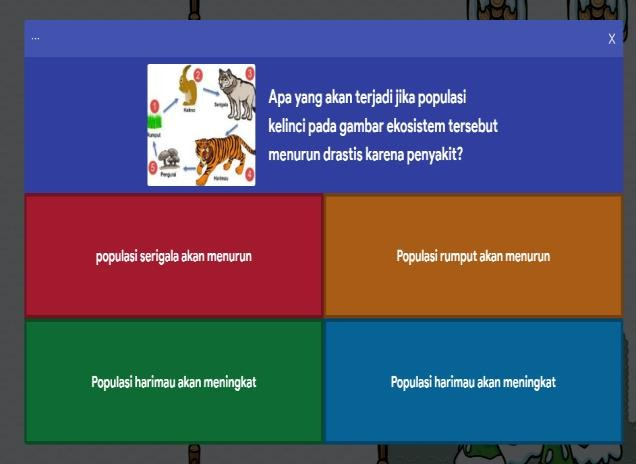 ...
X
Apa yang akan terjadi jika populasi
kelinci pada gambar ekosistem tersebut
menurun drastis karena penyakit?
1
2
3
Kelinci
Serigala
Rumput
5
Pengurai
Harimau
4
populasi serigala akan menurun
Populasi rumput akan menurun
Populasi harimau akan meningkat
Populasi harimau akan meningkat